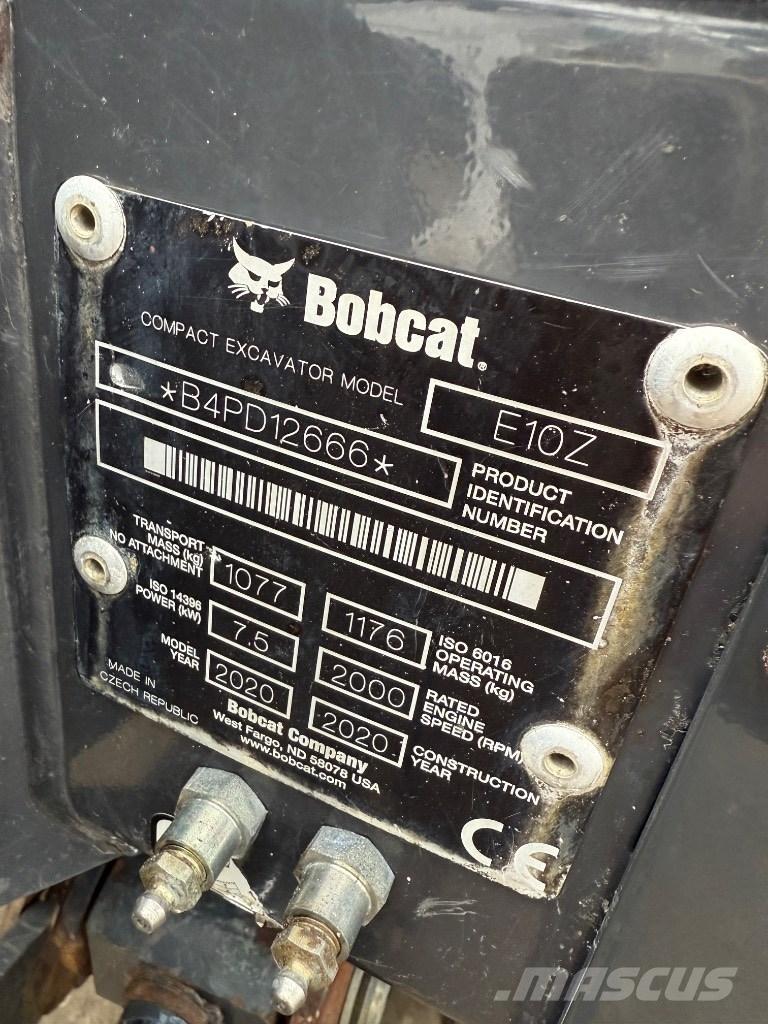 Bobcat®
COMPACT EXCAVATOR MODEL
E10Z
*B4PD12666*
PRODUCT
IDENTIFICATION
NUMBER
TRANSPORT
MASS (kg)
NO ATTACHMENT
1077
1176
ISO 6016
OPERATING
MASS (kg)
ISO 14396
POWER (kW)
7.5
2000
RATED
ENGINE
SPEED (RPM)
MODEL
YEAR
2020
2020
CONSTRUCTION
YEAR
MADE IN
CZECH REPUBLIC
Bobcat Company
West Fargo, ND 58078 USA
www.bobcat.com
CE
MASCUS